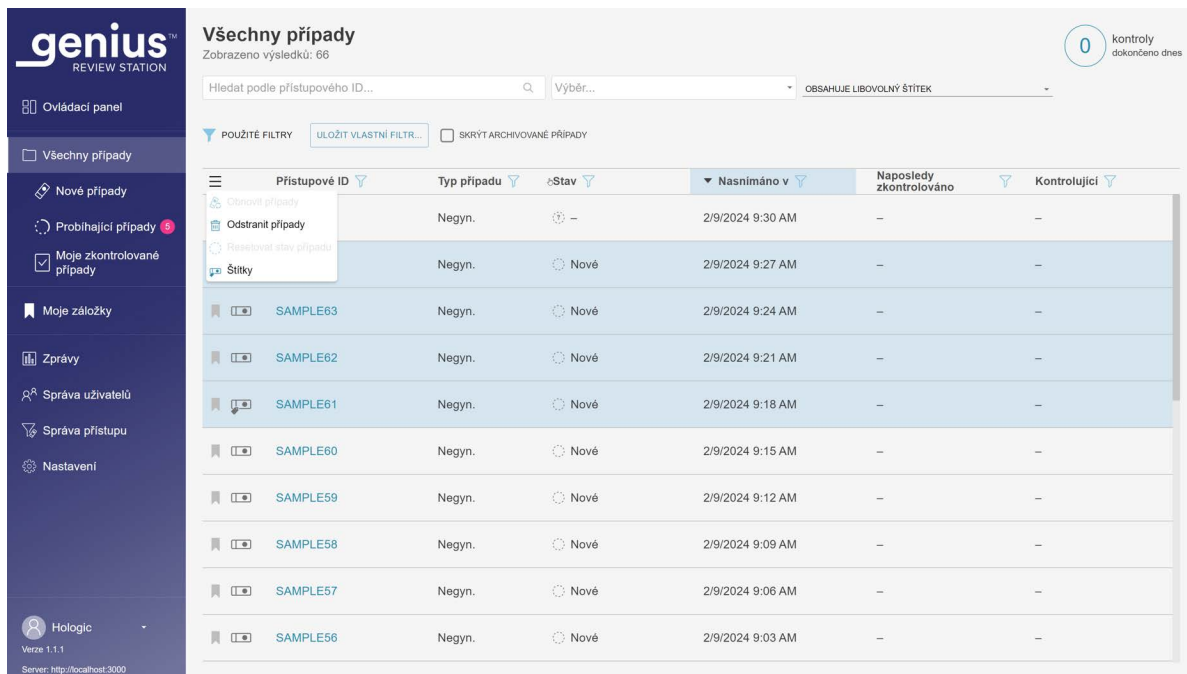 genius™
REVIEW STATION
Ovládací panel
Všechny případy
Nové případy
Probíhající případy 5
Moje zkontrolované
případy
Moje záložky
Zprávy
Správa uživatelů
Správa přístupu
Nastavení
Hologic
Verze 1.1.1
Server: http://localhost:3000
Všechny případy
Zobrazeno výsledků: 66
0 kontroly
dokončeno dnes
Hledat podle přístupového ID...
Výběr...
OBSAHUJE LIBOVOLNÝ ŠTÍTEK
POUŽITÉ FILTRY ULOŽIT VLASTNÍ FILTR... SKRÝT ARCHIVOVANÉ PŘÍPADY
Přístupové ID Typ případu Stav Nasnímáno v Naposledy
zkontrolováno Kontrolující
Obnovit případy
Odstranit případy
Resetovat stav případu
Štítky
Negyn. – 2/9/2024 9:30 AM – –
Negyn. Nové 2/9/2024 9:27 AM – –
SAMPLE63 Negyn. Nové 2/9/2024 9:24 AM – –
SAMPLE62 Negyn. Nové 2/9/2024 9:21 AM – –
SAMPLE61 Negyn. Nové 2/9/2024 9:18 AM – –
SAMPLE60 Negyn. Nové 2/9/2024 9:15 AM – –
SAMPLE59 Negyn. Nové 2/9/2024 9:12 AM – –
SAMPLE58 Negyn. Nové 2/9/2024 9:09 AM – –
SAMPLE57 Negyn. Nové 2/9/2024 9:06 AM – –
SAMPLE56 Negyn. Nové 2/9/2024 9:03 AM – –